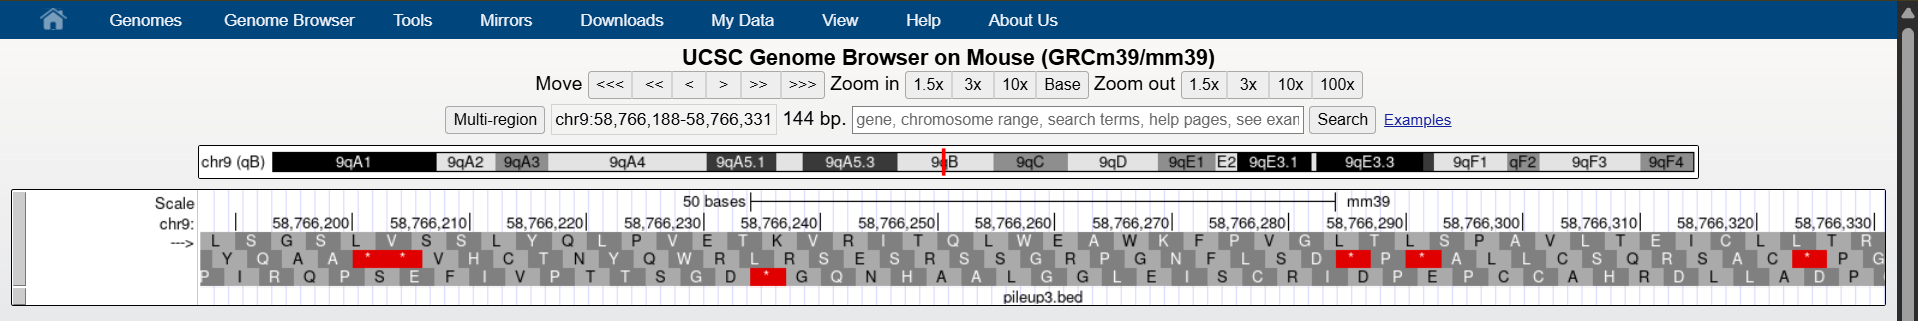 Genomes Genome Browser Tools Mirrors Downloads My Data View Help About Us
UCSC Genome Browser on Mouse (GRCm39/mm39)
Move <<< << < > >> >>> Zoom in 1.5x 3x 10x Base Zoom out 1.5x 3x 10x 100x
Multi-region chr9:58,766,188-58,766,331 144 bp. gene, chromosome range, search terms, help pages, see exan Search Examples
chr9 (qB) 9qA1 9qA2 9qA3 9qA4 9qA5.1 9qA5.3 9qB 9qC 9qD 9qE1 E2 9qE3.1 9qE3.3 9qF1 qF2 9qF3 9qF4
Scale 50 bases mm39
chr9: 58,766,200 58,766,210 58,766,220 58,766,230 58,766,240 58,766,250 58,766,260 58,766,270 58,766,280 58,766,290 58,766,300 58,766,310 58,766,320 58,766,330
---> L S G S L V S S L Y Q L P V E T K V R I T Q L W E A W K F P V G L T L S P A V L T E I C L L T R
Y Q A A * * V H C T N Y Q W R L R S E S R S S G R P G N F L S D * P * A L L C S Q R S A C * P G
P I R Q P S E F I V P T T S G D * G Q N H A A L G G L E I S C R I D P E P C C A H R D L L A D P
pileup3.bed